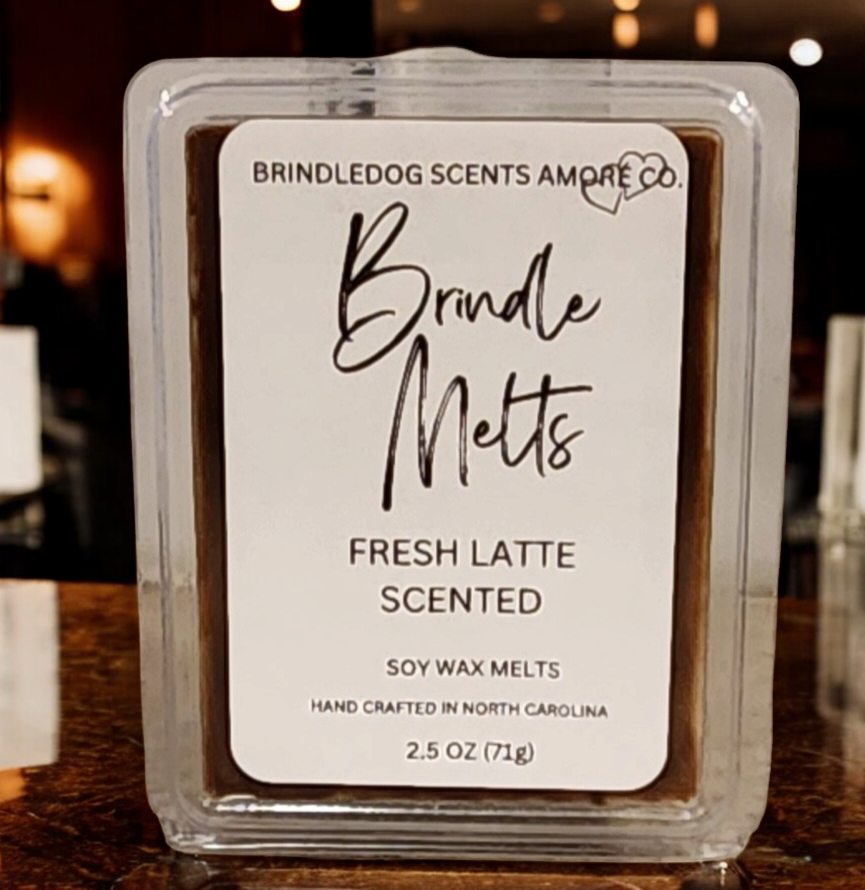 BRINDLEDOG SCENTS AMORE CO.
Brindle
Melts
FRESH LATTE
SCENTED
SOY WAX MELTS
HAND CRAFTED IN NORTH CAROLINA
2.5 OZ (71g)